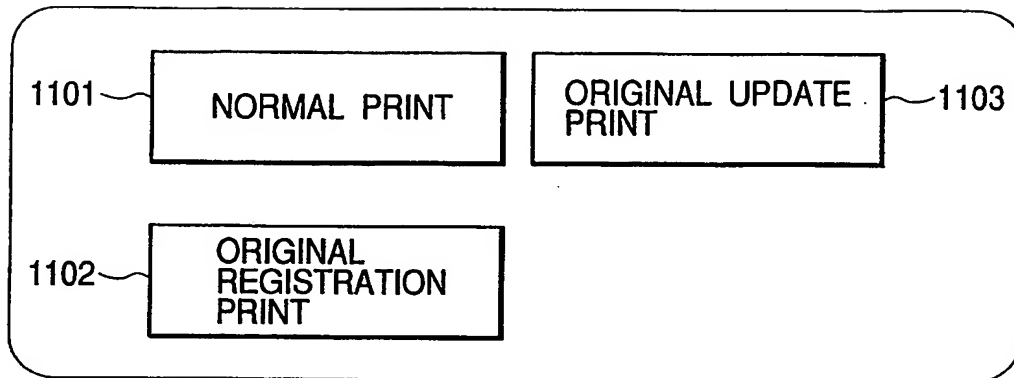 1101
NORMAL PRINT
ORIGINAL UPDATE
PRINT
1103
1102
ORIGINAL
REGISTRATION
PRINT